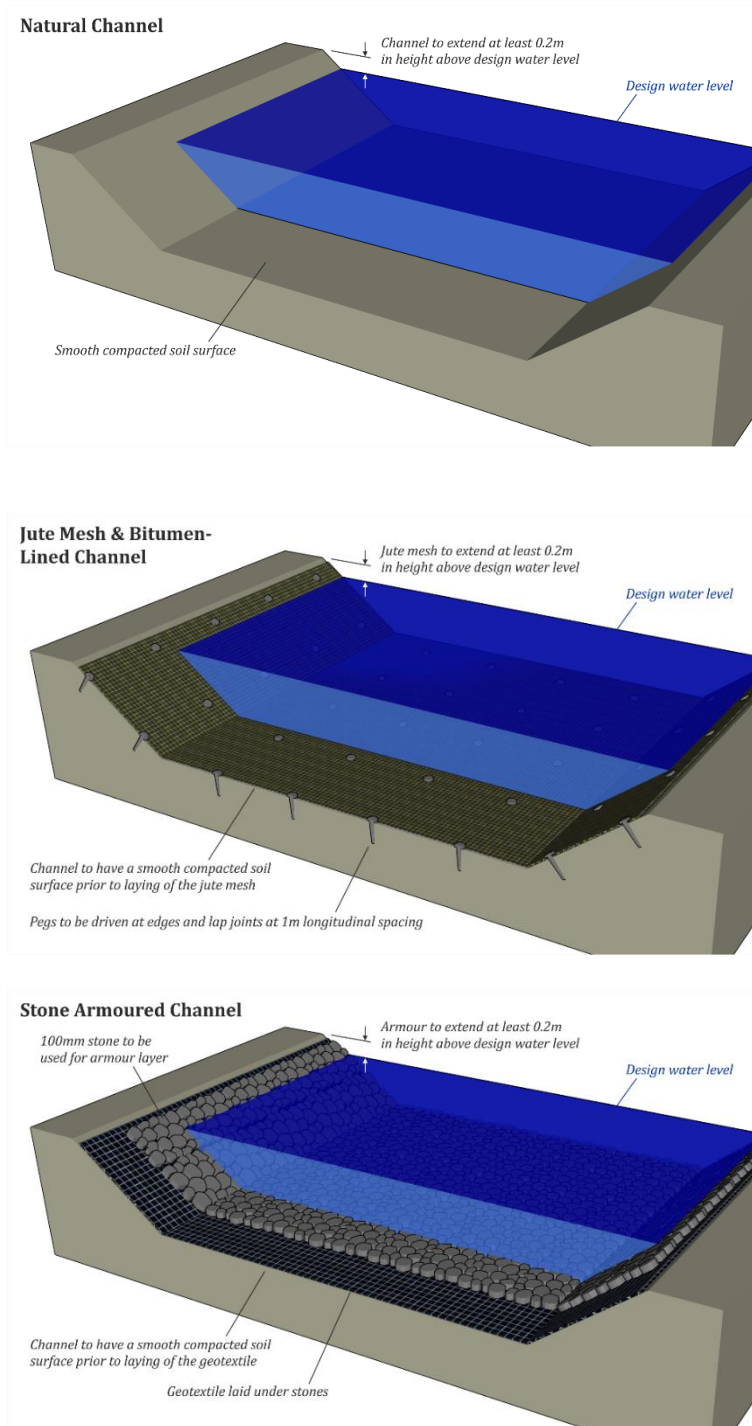 Natural Channel
Channel to extend at least 0.2m
in height above design water level
Design water level
Smooth compacted soil surface
Jute Mesh & Bitumen-
Lined Channel
Jute mesh to extend at least 0.2m
in height above design water level
Design water level
Channel to have a smooth compacted soil
surface prior to laying of the jute mesh
Pegs to be driven at edges and lap joints at 1m longitudinal spacing
Stone Armoured Channel
100mm stone to be
used for armour layer
Armour to extend at least 0.2m
in height above design water level
Design water level
Channel to have a smooth compacted soil
surface prior to laying of the geotextile
Geotextile laid under stones